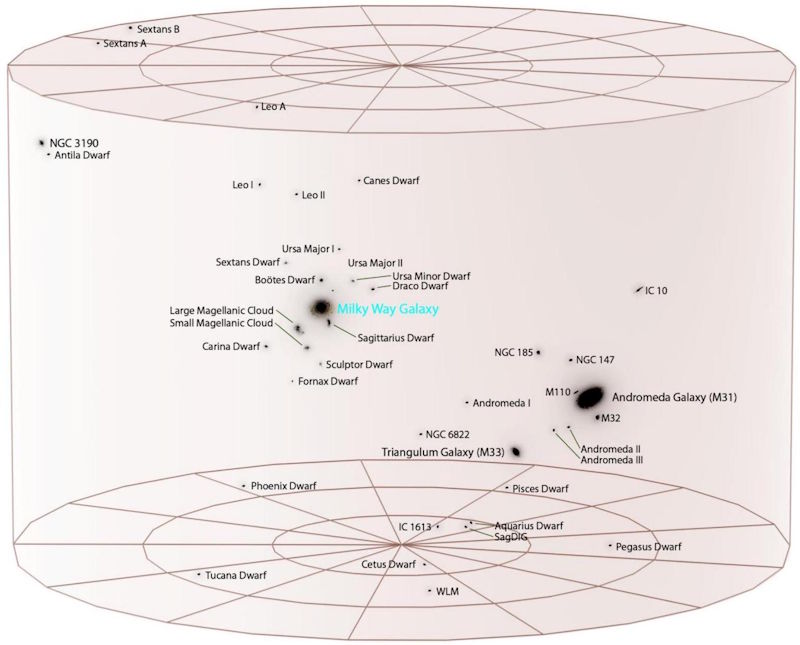 Sextans B
Sextans A
Leo A
NGC 3190
Antila Dwarf
Canes Dwarf
Leo I
Leo II
Ursa Major I
Sextans Dwarf
Ursa Major II
Ursa Minor Dwarf
Boötes Dwarf
Draco Dwarf
IC 10
Large Magellanic Cloud
Milky Way Galaxy
Small Magellanic Cloud
Sagittarius Dwarf
Carina Dwarf
NGC 185
NGC 147
Sculptor Dwarf
Fornax Dwarf
M110
Andromeda Galaxy (M31)
Andromeda I
M32
NGC 6822
Andromeda II
Triangulum Galaxy (M33)
Andromeda III
Phoenix Dwarf
Pisces Dwarf
IC 1613
Aquarius Dwarf
SagDIG
Pegasus Dwarf
Cetus Dwarf
Tucana Dwarf
WLM